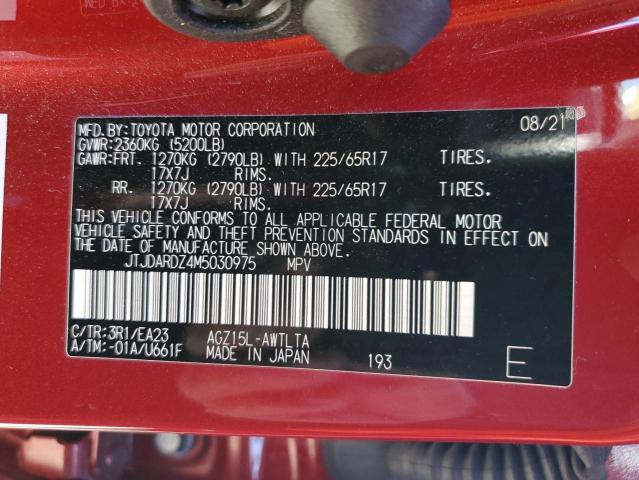 MFD.BY:TOYOTA MOTOR CORPORATION 08/21
GVWR:2360KG (5200LB)
GAWR:FRT. 1270KG (2790LB) WITH 225/65R17 TIRES.
17X7J RIMS.
RR. 1270KG (2790LB) WITH 225/65R17 TIRES.
17X7J RIMS.
THIS VEHICLE CONFORMS TO ALL APPLICABLE FEDERAL MOTOR
VEHICLE SAFETY AND THEFT PREVENTION STANDARDS IN EFFECT ON
THE DATE OF MANUFACTURE SHOWN ABOVE.
JTJDARDZ4M5030975 MPV
C/TR:3R1/EA23 AGZ15L-AWTLTA
A/TM:-01A/U661F MADE IN JAPAN 193 E